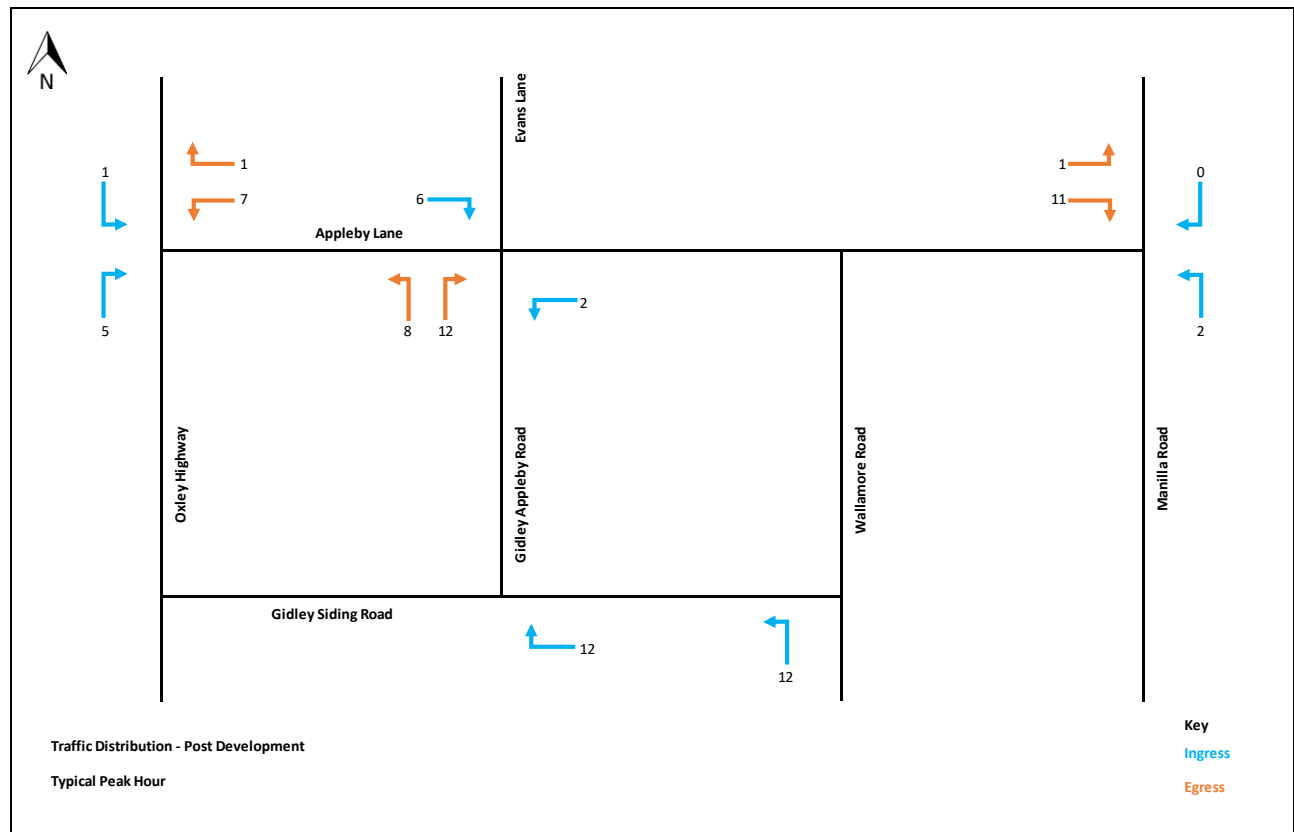 N
Evans Lane
1
1
1
0
7
6
11
Appleby Lane
2
5
8
12
2
Oxley Highway
Gidley Appleby Road
Wallamore Road
Manilla Road
Gidley Siding Road
12
12
Key
Traffic Distribution - Post Development
Ingress
Typical Peak Hour
Egress